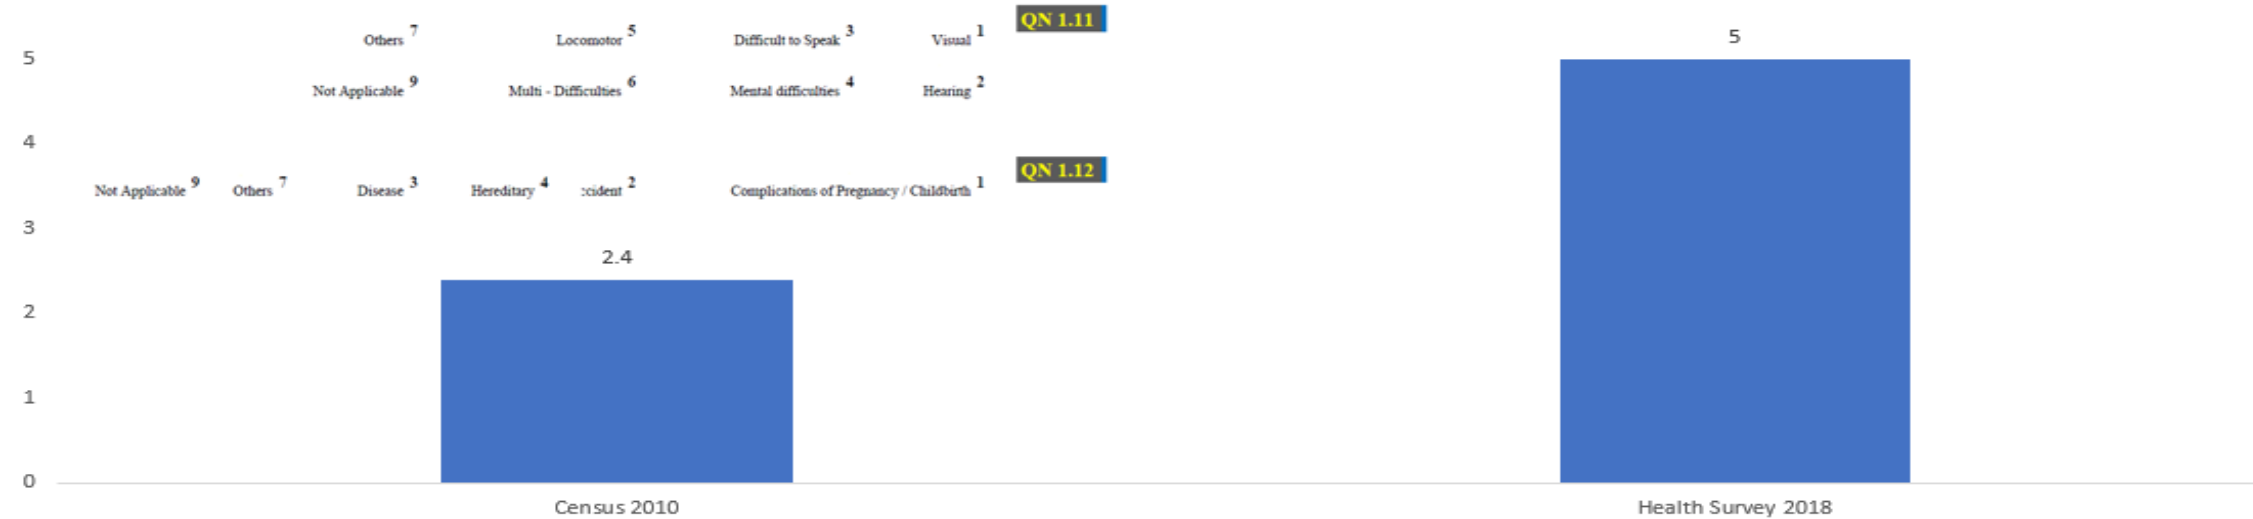 QN 1.11
Others 7 Locomotor 5 Difficult to Speak 3 Visual 1
Not Applicable 9 Multi - Difficulties 6 Mental difficulties 4 Hearing 2
QN 1.12
Not Applicable 9 Others 7 Disease 3 Hereditary 4 cident 2 Complications of Pregnancy / Childbirth 1
5
4
3
2
1
0
2.4
5
Census 2010
Health Survey 2018